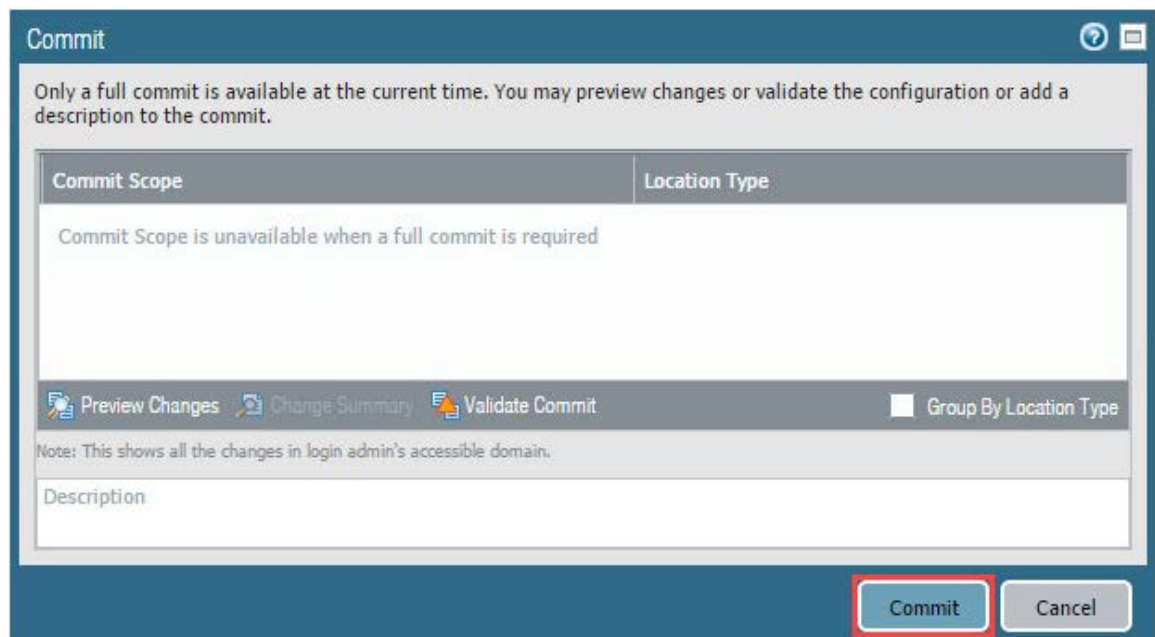 Commit
Only a full commit is available at the current time. You may preview changes or validate the configuration or add a
description to the commit.
Commit Scope Location Type
Commit Scope is unavailable when a full commit is required
Preview Changes Change Summary Validate Commit Group By Location Type
Note: This shows all the changes in login admin's accessible domain.
Description
Commit Cancel